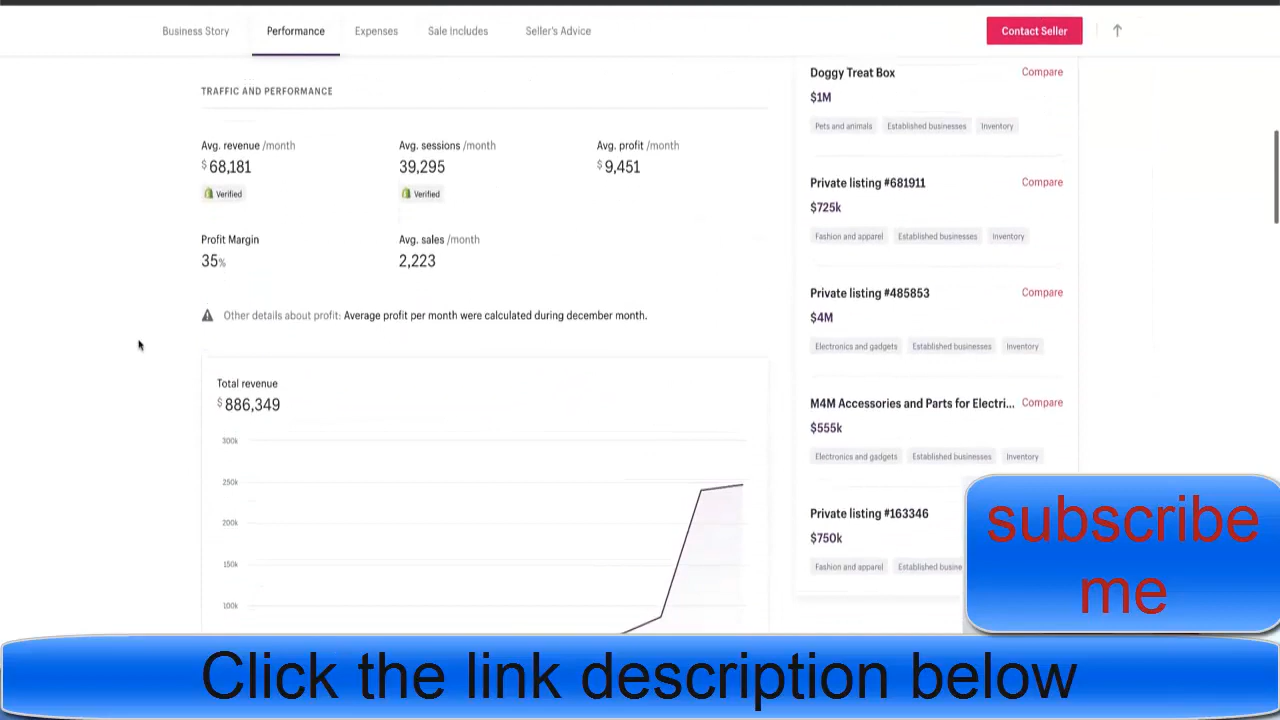 Business Story Performance Expenses Sale Includes Seller's Advice Contact Seller
TRAFFIC AND PERFORMANCE
Avg. revenue /month Avg. sessions /month Avg. profit /month
$68,181 39,295 $9,451
Verified Verified
Profit Margin Avg. sales /month
35% 2,223
Other details about profit: Average profit per month were calculated during december month.
Total revenue
$886,349
300k
250k
200k
150k
100k
Doggy Treat Box Compare
$1M
Pets and animals Established businesses Inventory
Private listing #681911 Compare
$725k
Fashion and apparel Established businesses Inventory
Private listing #485853 Compare
$4M
Electronics and gadgets Established businesses Inventory
M4M Accessories and Parts for Electri... Compare
$555k
Electronics and gadgets Established businesses Inventory
Private listing #163346
$750k
Fashion and apparel Established busine
subscribe
me
Click the link description below